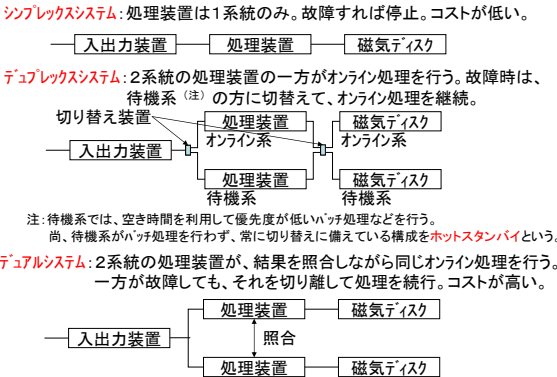 シンプレックスシステム：処理装置は１系統のみ。故障すれば停止。コストが低い。
入出力装置 処理装置 磁気ディスク
デュプレックスシステム：２系統の処理装置の一方がオンライン処理を行う。故障時は、
待機系（注）の方に切替えて、オンライン処理を継続。
切り替え装置
処理装置 磁気ディスク
オンライン系 オンライン系
入出力装置
処理装置 磁気ディスク
待機系 待機系
注：待機系では、空き時間を利用して優先度が低いバッチ処理などを行う。
尚、待機系がバッチ処理を行わず、常に切り替えに備えている構成をホットスタンバイという。
デュアルシステム：２系統の処理装置が、結果を照合しながら同じオンライン処理を行う。
一方が故障しても、それを切り離して処理を続行。コストが高い。
処理装置 磁気ディスク
入出力装置 照合
処理装置 磁気ディスク